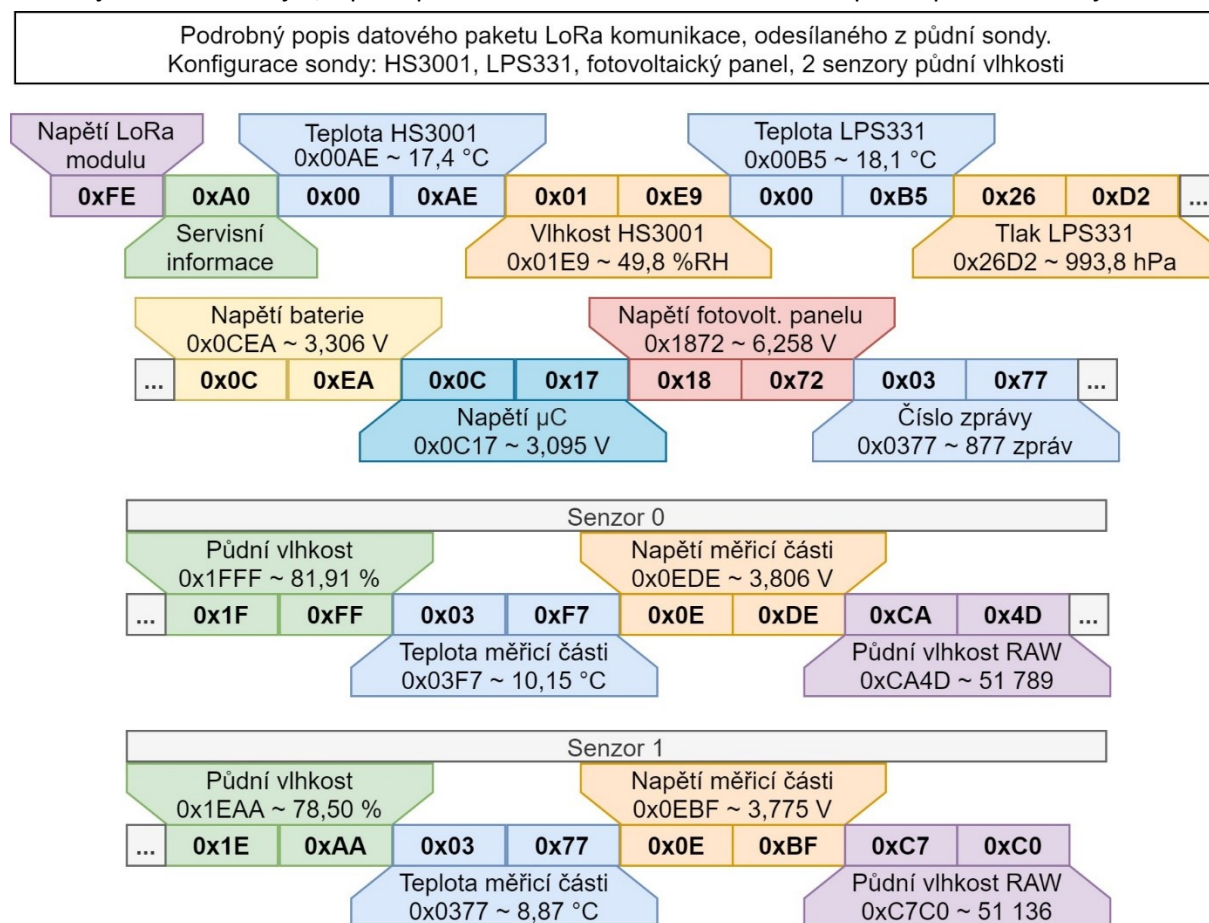 Podrobný popis datového paketu LoRa komunikace, odesílaného z půdní sondy.
Konfigurace sondy: HS3001, LPS331, fotovoltaický panel, 2 senzory půdní vlhkosti
Napětí LoRa
modulu
Teplota HS3001
0x00AE ~ 17,4 °C
Teplota LPS331
0x00B5 ~ 18,1 °C
0xFE 0xA0 0x00 0xAE 0x01 0xE9 0x00 0xB5 0x26 0xD2 ...
Servisní
informace
Vlhkost HS3001
0x01E9 ~ 49,8 %RH
Tlak LPS331
0x26D2 ~ 993,8 hPa
Napětí baterie
0x0CEA ~ 3,306 V
Napětí fotovolt. panelu
0x1872 ~ 6,258 V
... 0x0C 0xEA 0x0C 0x17 0x18 0x72 0x03 0x77 ...
Napětí µC
0x0C17 ~ 3,095 V
Číslo zprávy
0x0377 ~ 877 zpráv
Senzor 0
Půdní vlhkost
0x1FFF ~ 81,91 %
Napětí měřicí části
0x0EDE ~ 3,806 V
... 0x1F 0xFF 0x03 0xF7 0x0E 0xDE 0xCA 0x4D ...
Teplota měřicí části
0x03F7 ~ 10,15 °C
Půdní vlhkost RAW
0xCA4D ~ 51 789
Senzor 1
Půdní vlhkost
0x1EAA ~ 78,50 %
Napětí měřicí části
0x0EBF ~ 3,775 V
... 0x1E 0xAA 0x03 0x77 0x0E 0xBF 0xC7 0xC0
Teplota měřicí části
0x0377 ~ 8,87 °C
Půdní vlhkost RAW
0xC7C0 ~ 51 136